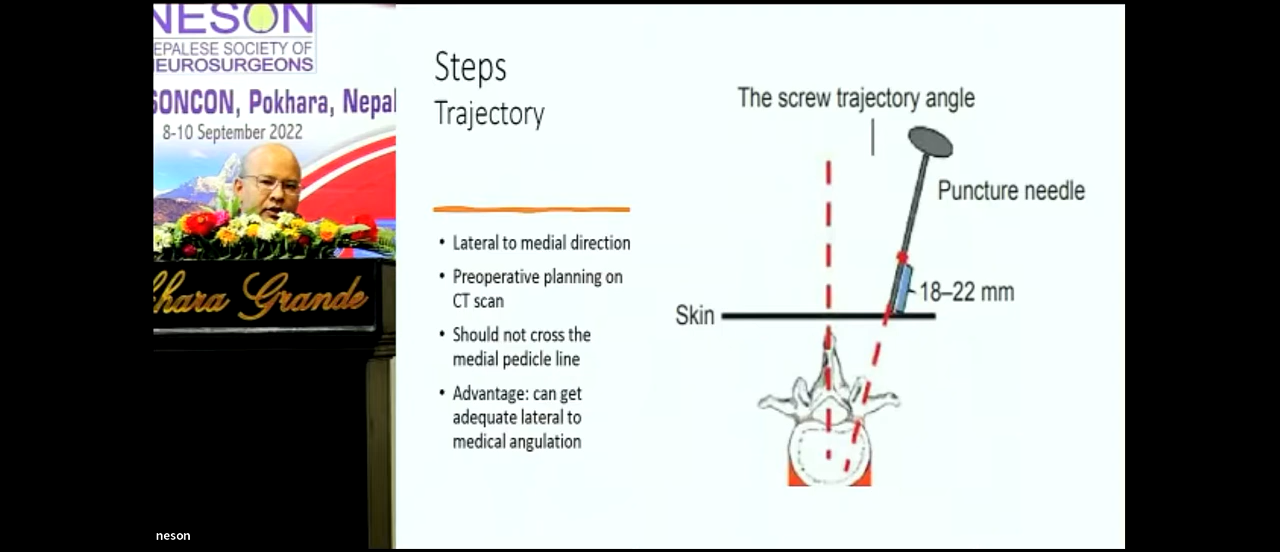 NESON
EPALESE SOCIETY OF
EUROSURGEONS
SONCON, Pokhara, Nepal
8-10 September 2022
khara Grande
neson
Steps
Trajectory
• Lateral to medial direction
• Preoperative planning on
CT scan
• Should not cross the
medial pedicle line
• Advantage: can get
adequate lateral to
medical angulation
The screw trajectory angle
Puncture needle
18–22 mm
Skin